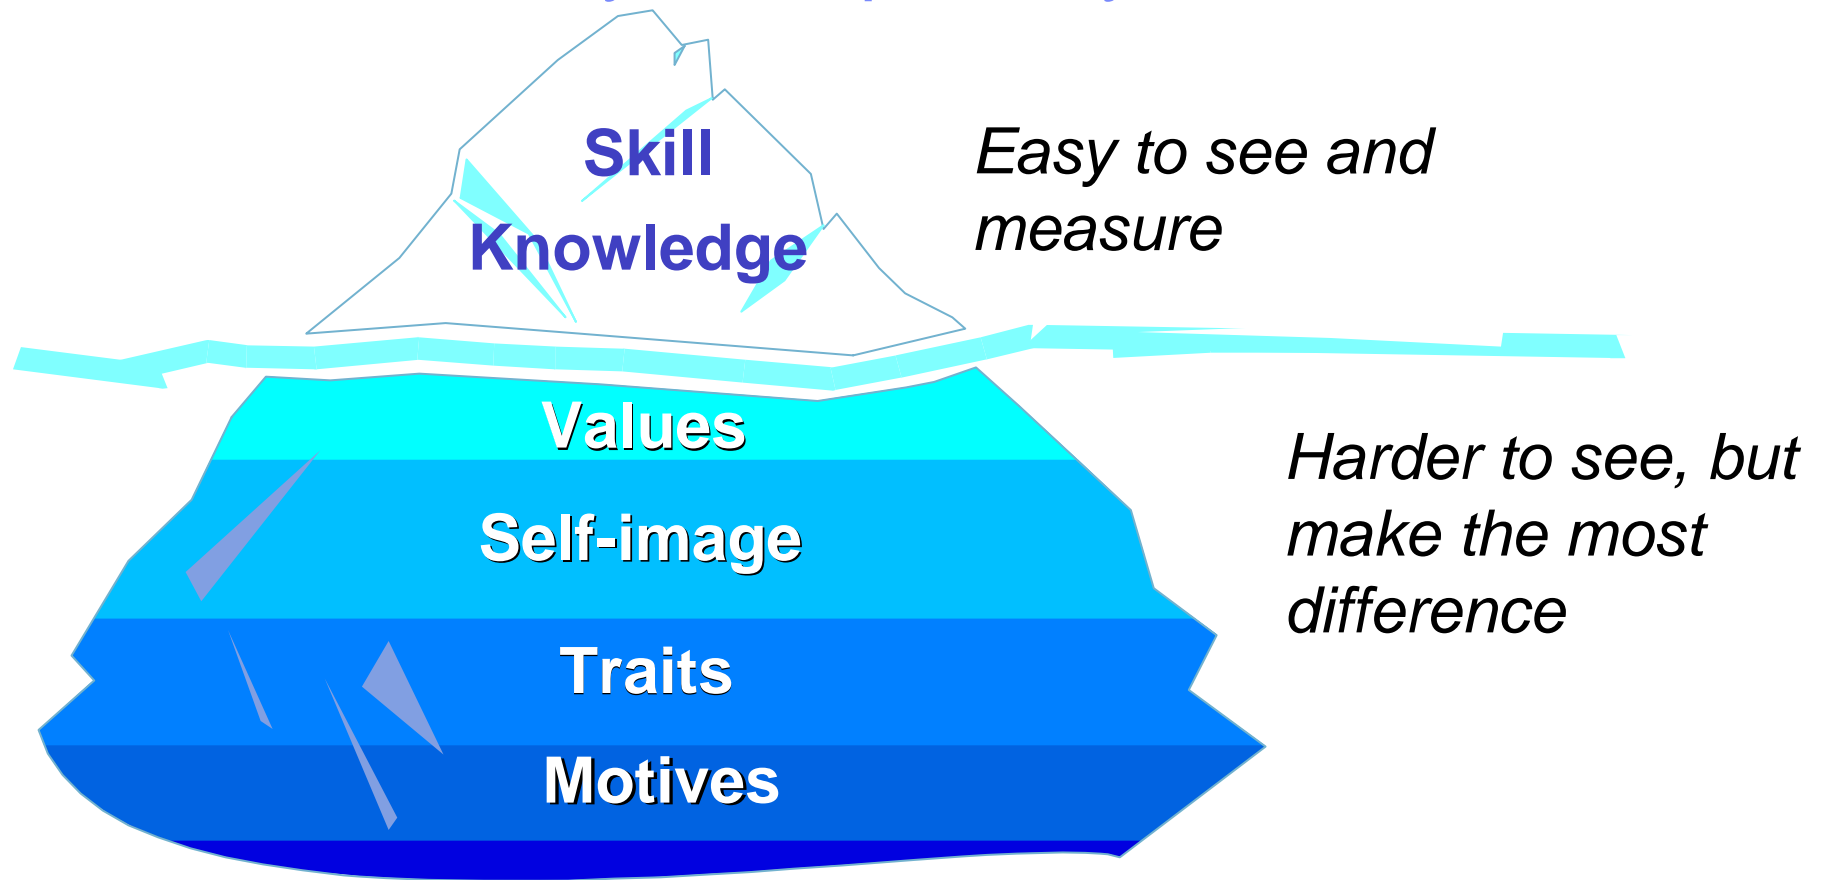 Skill
Knowledge
Easy to see and
measure
Values
Self-image
Traits
Motives
Harder to see, but
make the most
difference